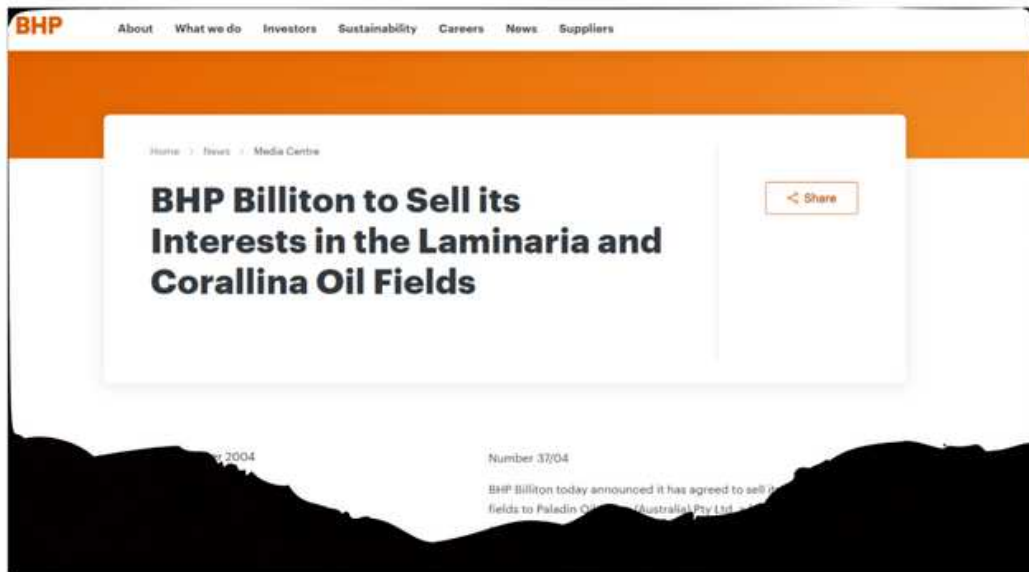 BHP
About What we do Investors Sustainability Careers News Suppliers
Home > News > Media Centre
BHP Billiton to Sell its
Interests in the Laminaria and
Corallina Oil Fields
Share
2004
Number 37/04
BHP Billiton today announced it has agreed to sell
fields to Paladin (Australia) Pty Ltd